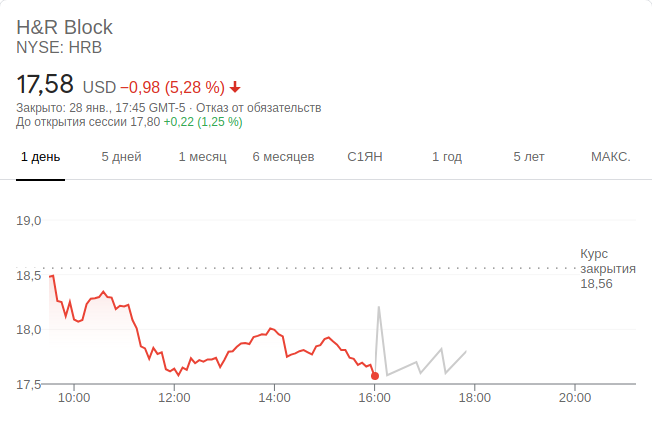 H&R Block
NYSE: HRB
17,58 USD −0,98 (5,28 %)
Закрыто: 28 янв., 17:45 GMT-5 · Отказ от обязательств
До открытия сессии 17,80 +0,22 (1,25 %)
1 день 5 дней 1 месяц 6 месяцев С1ЯН 1 год 5 лет МАКС.
19,0
Курс
18,5 закрытия
18,56
18,0
17,5
10:00 12:00 14:00 16:00 18:00 20:00